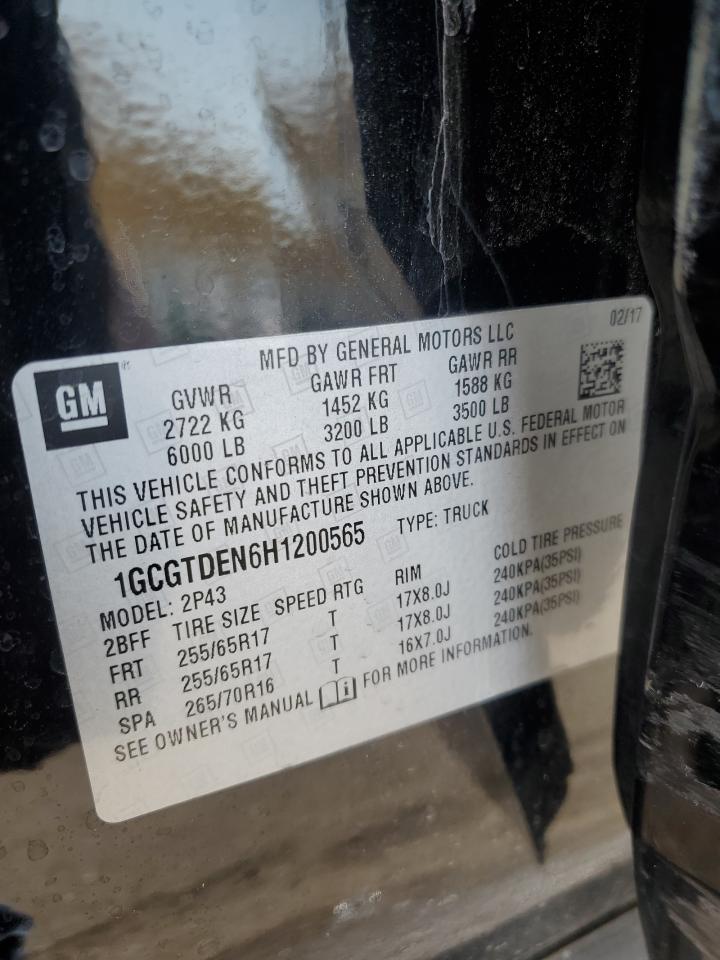 02/17
MFD BY GENERAL MOTORS LLC
GM
GVWR GAWR FRT GAWR RR
2722 KG 1452 KG 1588 KG
6000 LB 3200 LB 3500 LB
THIS VEHICLE CONFORMS TO ALL APPLICABLE U.S. FEDERAL MOTOR
VEHICLE SAFETY AND THEFT PREVENTION STANDARDS IN EFFECT ON
THE DATE OF MANUFACTURE SHOWN ABOVE.
1GCGTDEN6H1200565 TYPE: TRUCK
MODEL: 2P43
2BFF TIRE SIZE SPEED RTG RIM COLD TIRE PRESSURE
FRT 255/65R17 T 17X8.0J 240KPA(35PSI)
RR 255/65R17 T 17X8.0J 240KPA(35PSI)
SPA 265/70R16 T 16X7.0J 240KPA(35PSI)
SEE OWNER'S MANUAL FOR MORE INFORMATION.